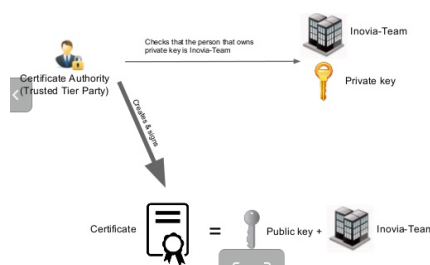 Inovia-Team
Checks that the person that owns
private key is Inovia-Team
Private key
Certificate Authority
(Trusted Tier Party)
Creates & signs
Certificate
=
Public key +
Inovia-Team